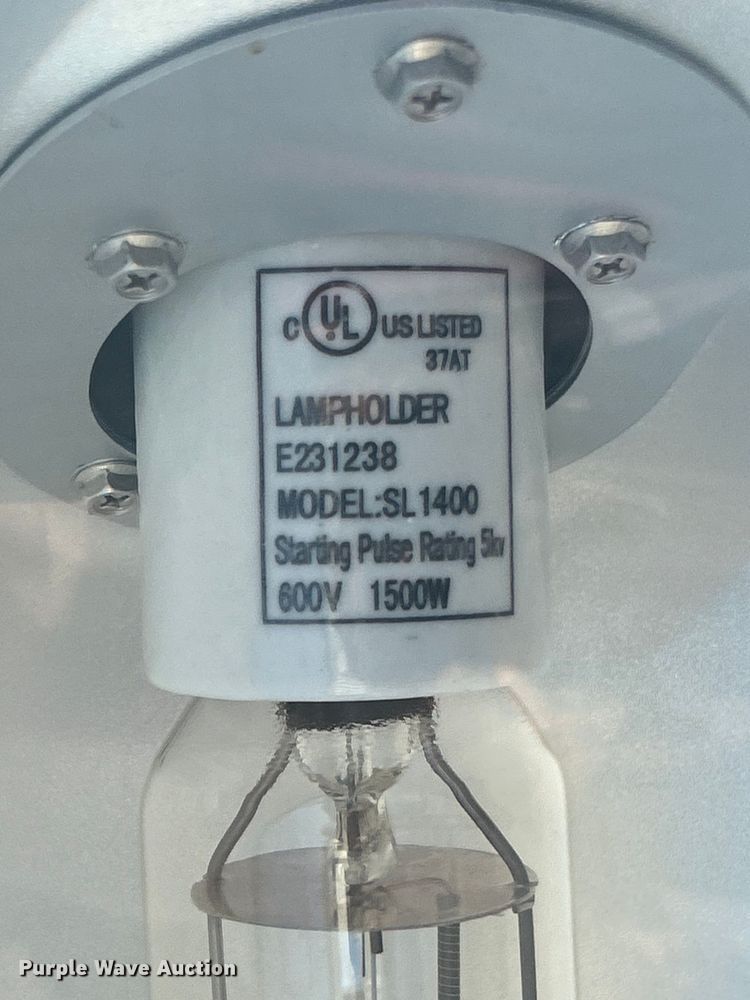 C UL US LISTED
37AT
LAMPHOLDER
E231238
MODEL:SL1400
Starting Pulse Rating 5kv
600V 1500W
Purple Wave Auction